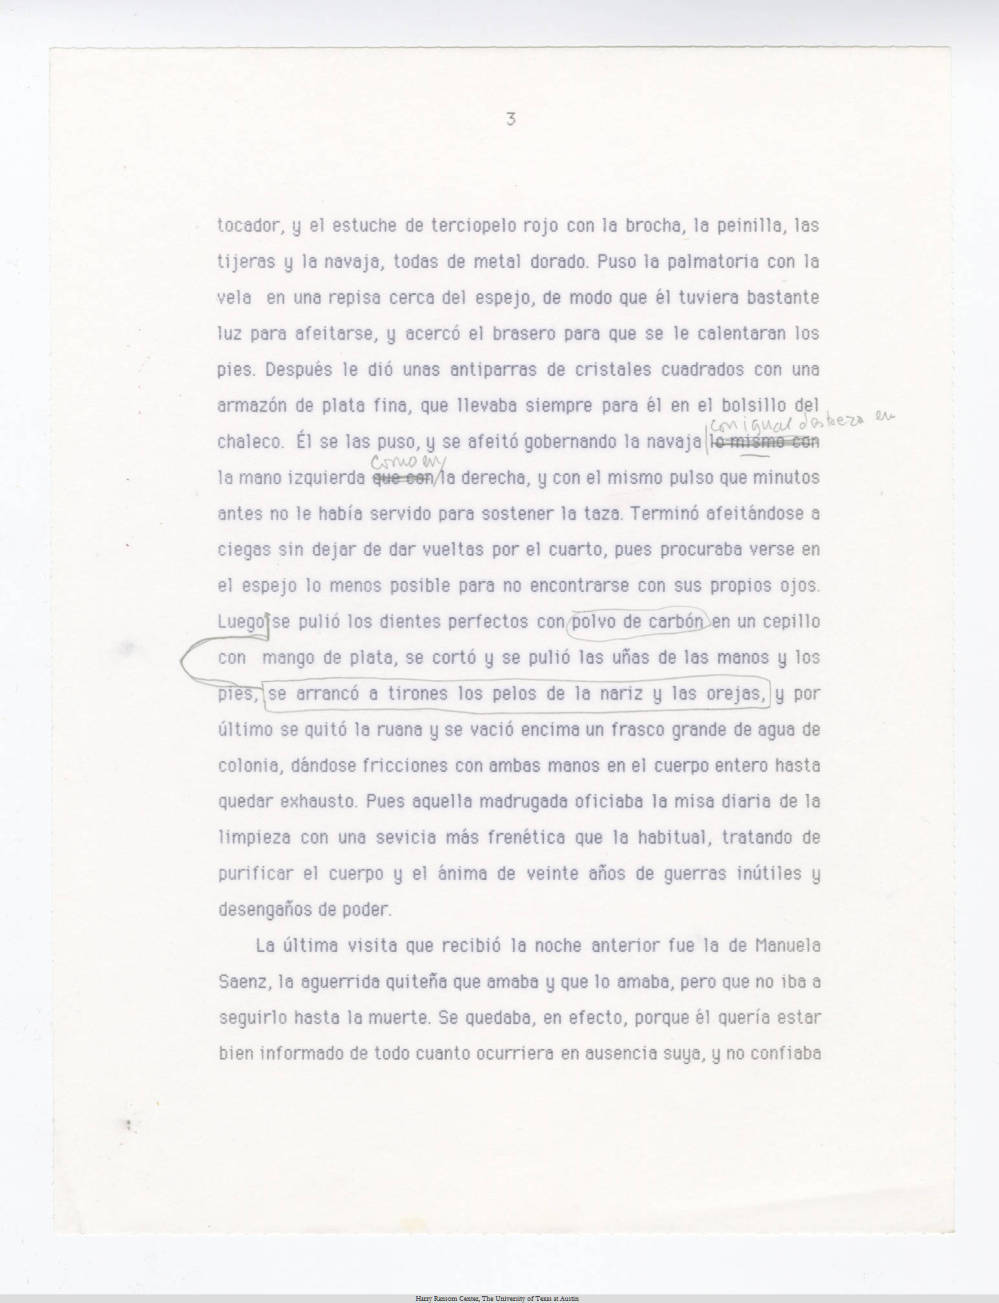 3
tocador, y el estuche de terciopelo rojo con la brocha, la peinilla, las
tijeras y la navaja, todas de metal dorado. Puso la palmatoria con la
vela en una repisa cerca del espejo, de modo que él tuviera bastante
luz para afeitarse, y acercó el brasero para que se le calentaran los
pies. Después le dió unas antiparras de cristales cuadrados con una
armazón de plata fina, que llevaba siempre para él en el bolsillo del
con igual destreza en
chaleco. Él se las puso, y se afeitó gobernando la navaja lo mismo con
como en
la mano izquierda que con la derecha, y con el mismo pulso que minutos
antes no le había servido para sostener la taza. Terminó afeitándose a
ciegas sin dejar de dar vueltas por el cuarto, pues procuraba verse en
el espejo lo menos posible para no encontrarse con sus propios ojos.
Luego se pulió los dientes perfectos con polvo de carbón en un cepillo
con mango de plata, se cortó y se pulió las uñas de las manos y los
pies, se arrancó a tirones los pelos de la nariz y las orejas, y por
último se quitó la ruana y se vació encima un frasco grande de agua de
colonia, dándose fricciones con ambas manos en el cuerpo entero hasta
quedar exhausto. Pues aquella madrugada oficiaba la misa diaria de la
limpieza con una sevicia más frenética que la habitual, tratando de
purificar el cuerpo y el ánima de veinte años de guerras inútiles y
desengaños de poder.
La última visita que recibió la noche anterior fue la de Manuela
Saenz, la aguerrida quiteña que amaba y que lo amaba, pero que no iba a
seguirlo hasta la muerte. Se quedaba, en efecto, porque él quería estar
bien informado de todo cuanto ocurriera en ausencia suya, y no confiaba
Harry Ransom Center, The University of Texas at Austin